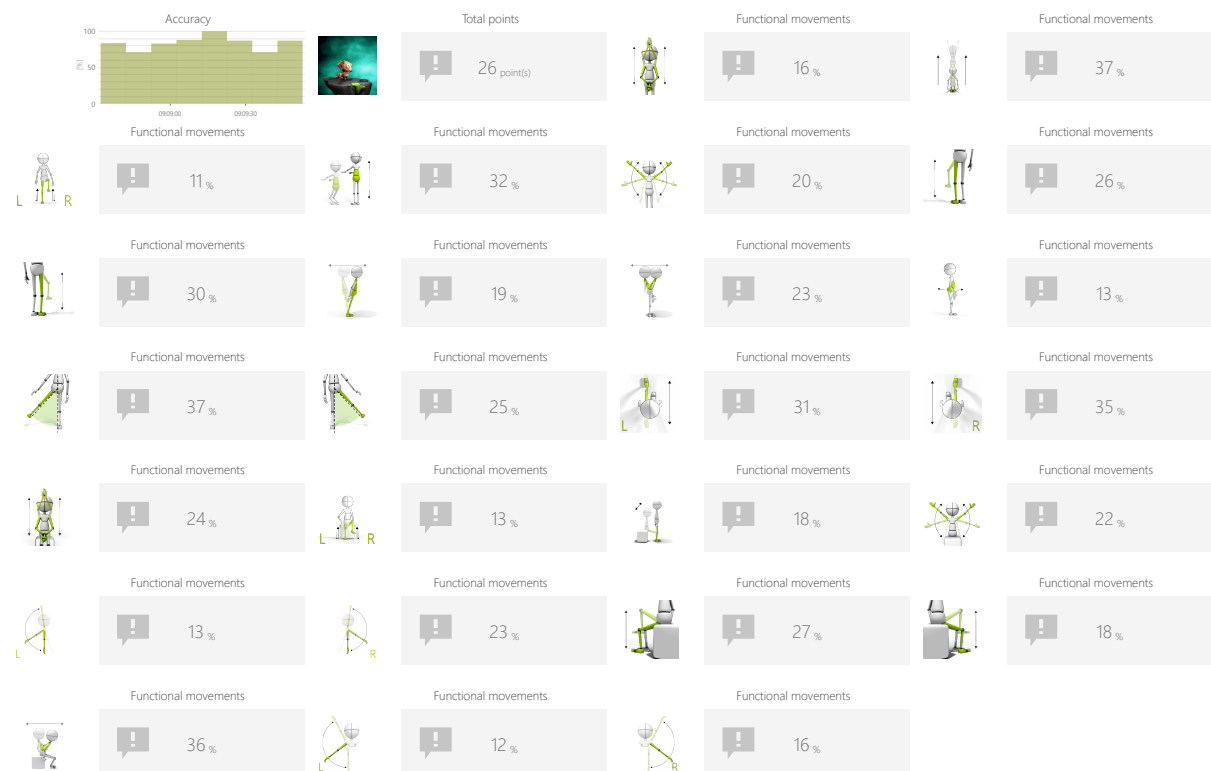 Accuracy Total points Functional movements Functional movements
100
[%] 50
0
09:09:00 09:09:30
26 point(s) 16 % 37 %
Functional movements Functional movements Functional movements Functional movements
L R 11 % 32 % 20 % 26 %
Functional movements Functional movements Functional movements Functional movements
30 % 19 % 23 % 13 %
Functional movements Functional movements Functional movements Functional movements
37 % 25 % L 31 % R 35 %
Functional movements Functional movements Functional movements Functional movements
24 % L R 13 % 18 % 22 %
Functional movements Functional movements Functional movements Functional movements
L 13 % R 23 % 27 % 18 %
Functional movements Functional movements Functional movements
36 % L 12 % R 16 %